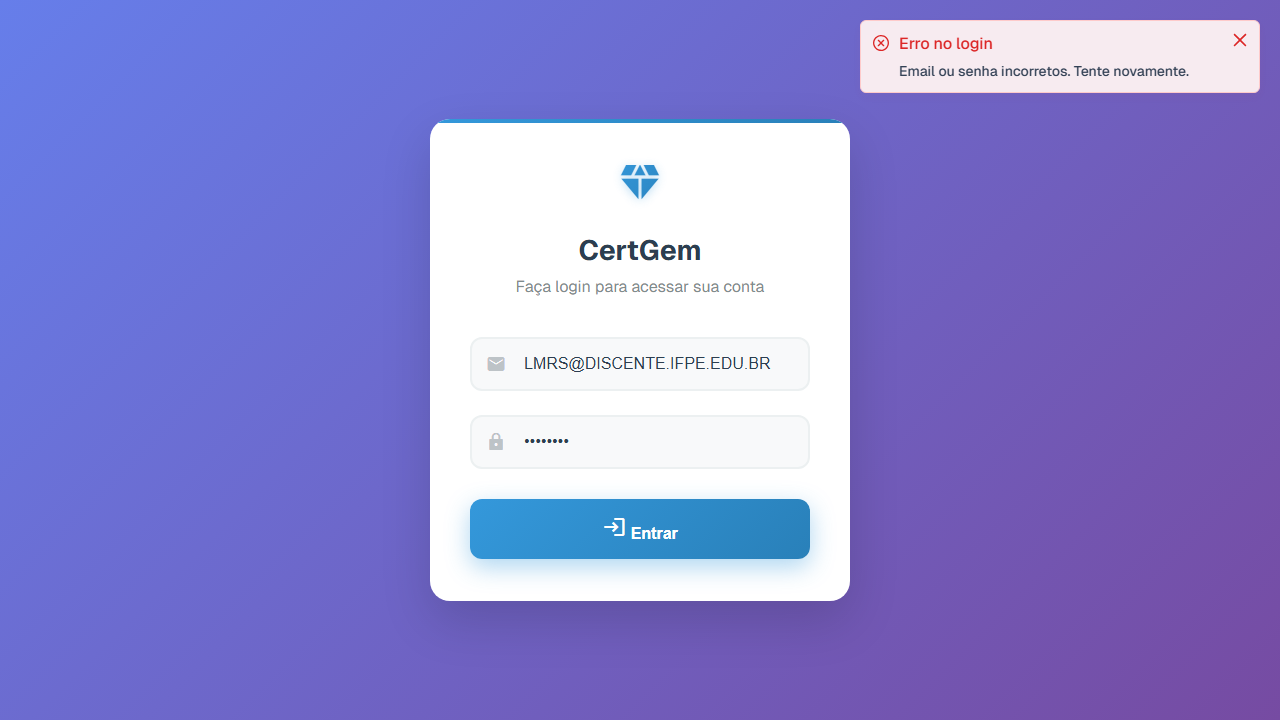 Erro no login
Email ou senha incorretos. Tente novamente.
CertGem
Faça login para acessar sua conta
LMRS@DISCENTE.IFPE.EDU.BR
••••••••
Entrar